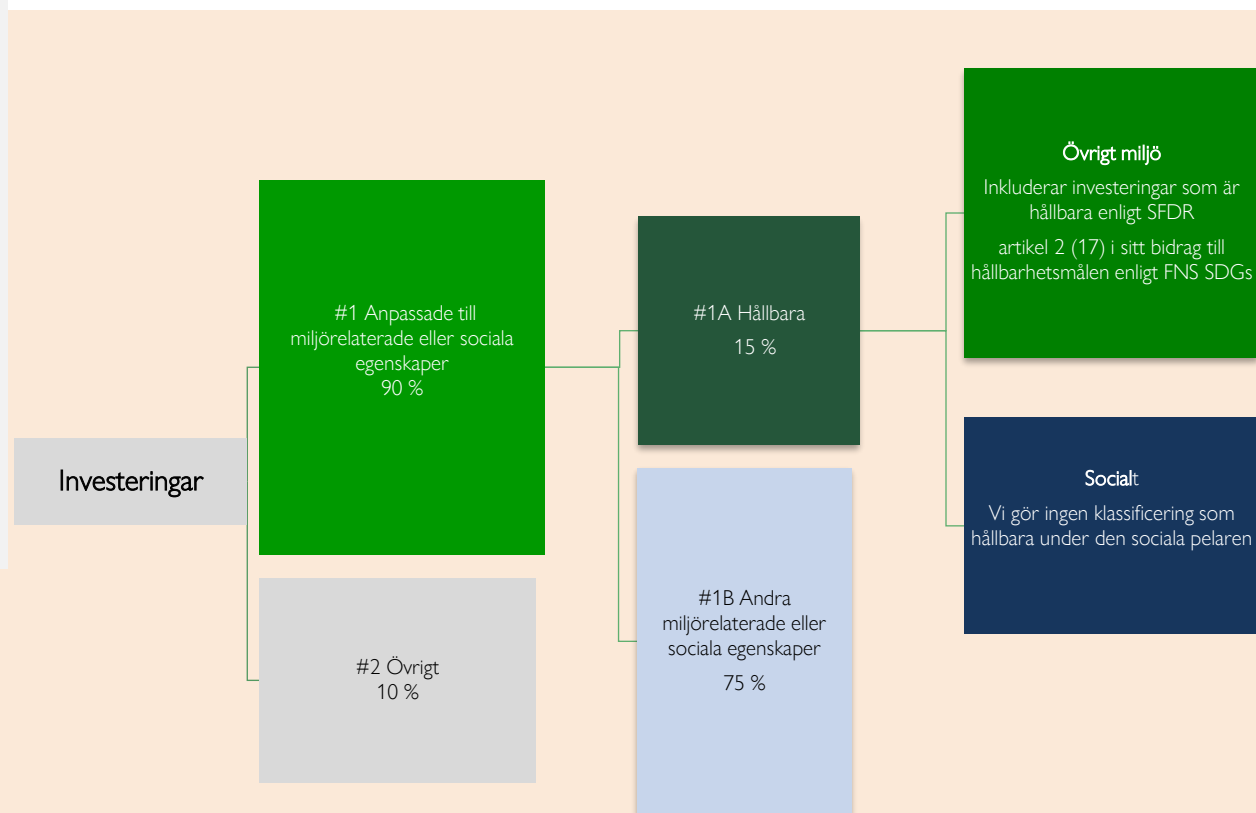 Investeringar
#1 Anpassade till
miljörelaterade eller sociala
egenskaper
90 %
#2 Övrigt
10 %
#1A Hållbara
15 %
#1B Andra
miljörelaterade eller
sociala egenskaper
75 %
Övrigt miljö
Inkluderar investeringar som är
hållbara enligt SFDR
artikel 2 (17) i sitt bidrag till
hållbarhetsmålen enligt FNS SDGs
Socialt
Vi gör ingen klassificering som
hållbara under den sociala pelaren